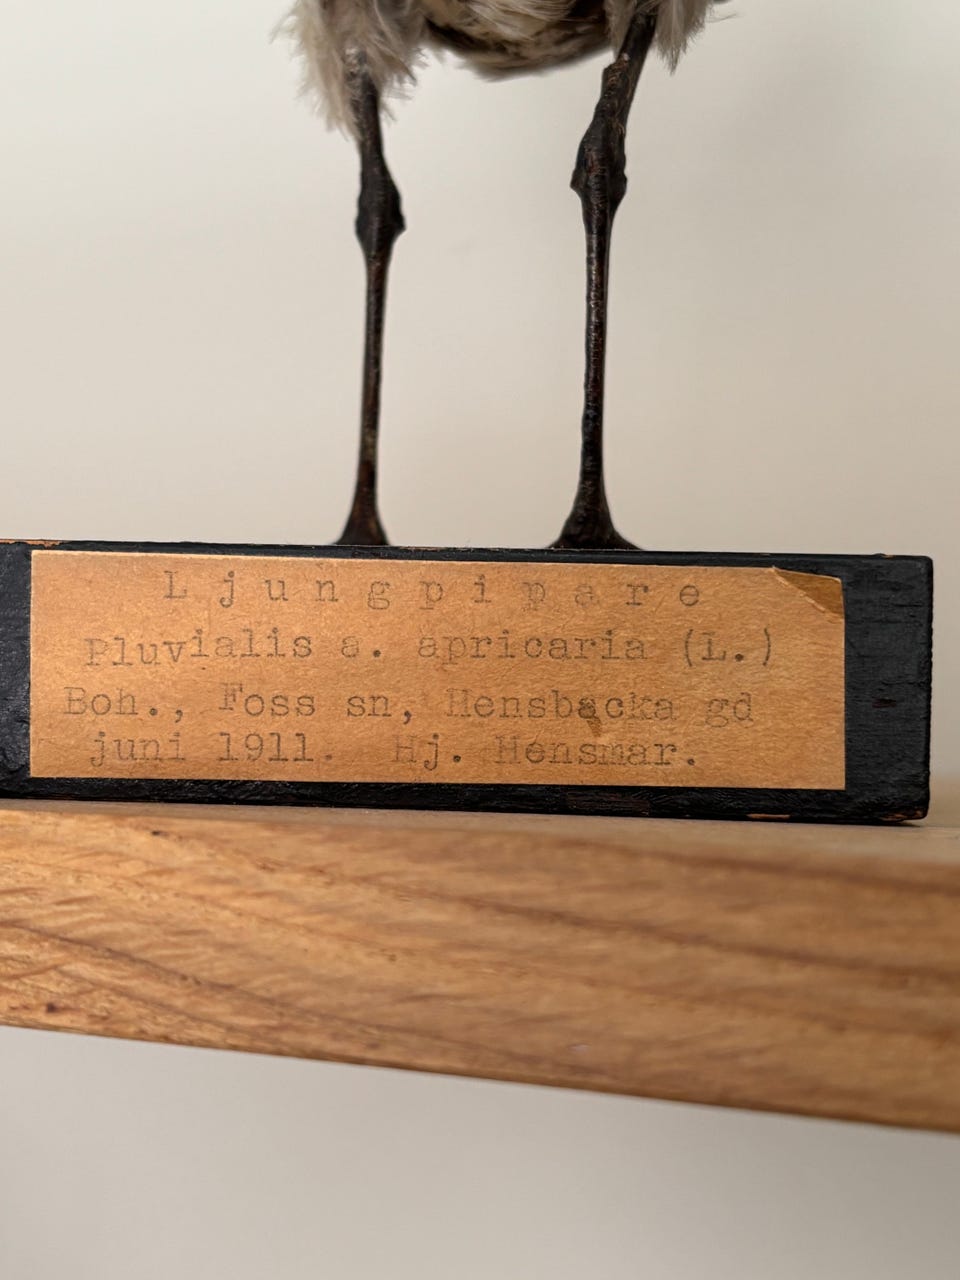 Ljungpipare
Pluvialis a. apricaria (L.)
Boh., Foss sn, Hensbacka gd
juni 1911. Hj. Hensmar.